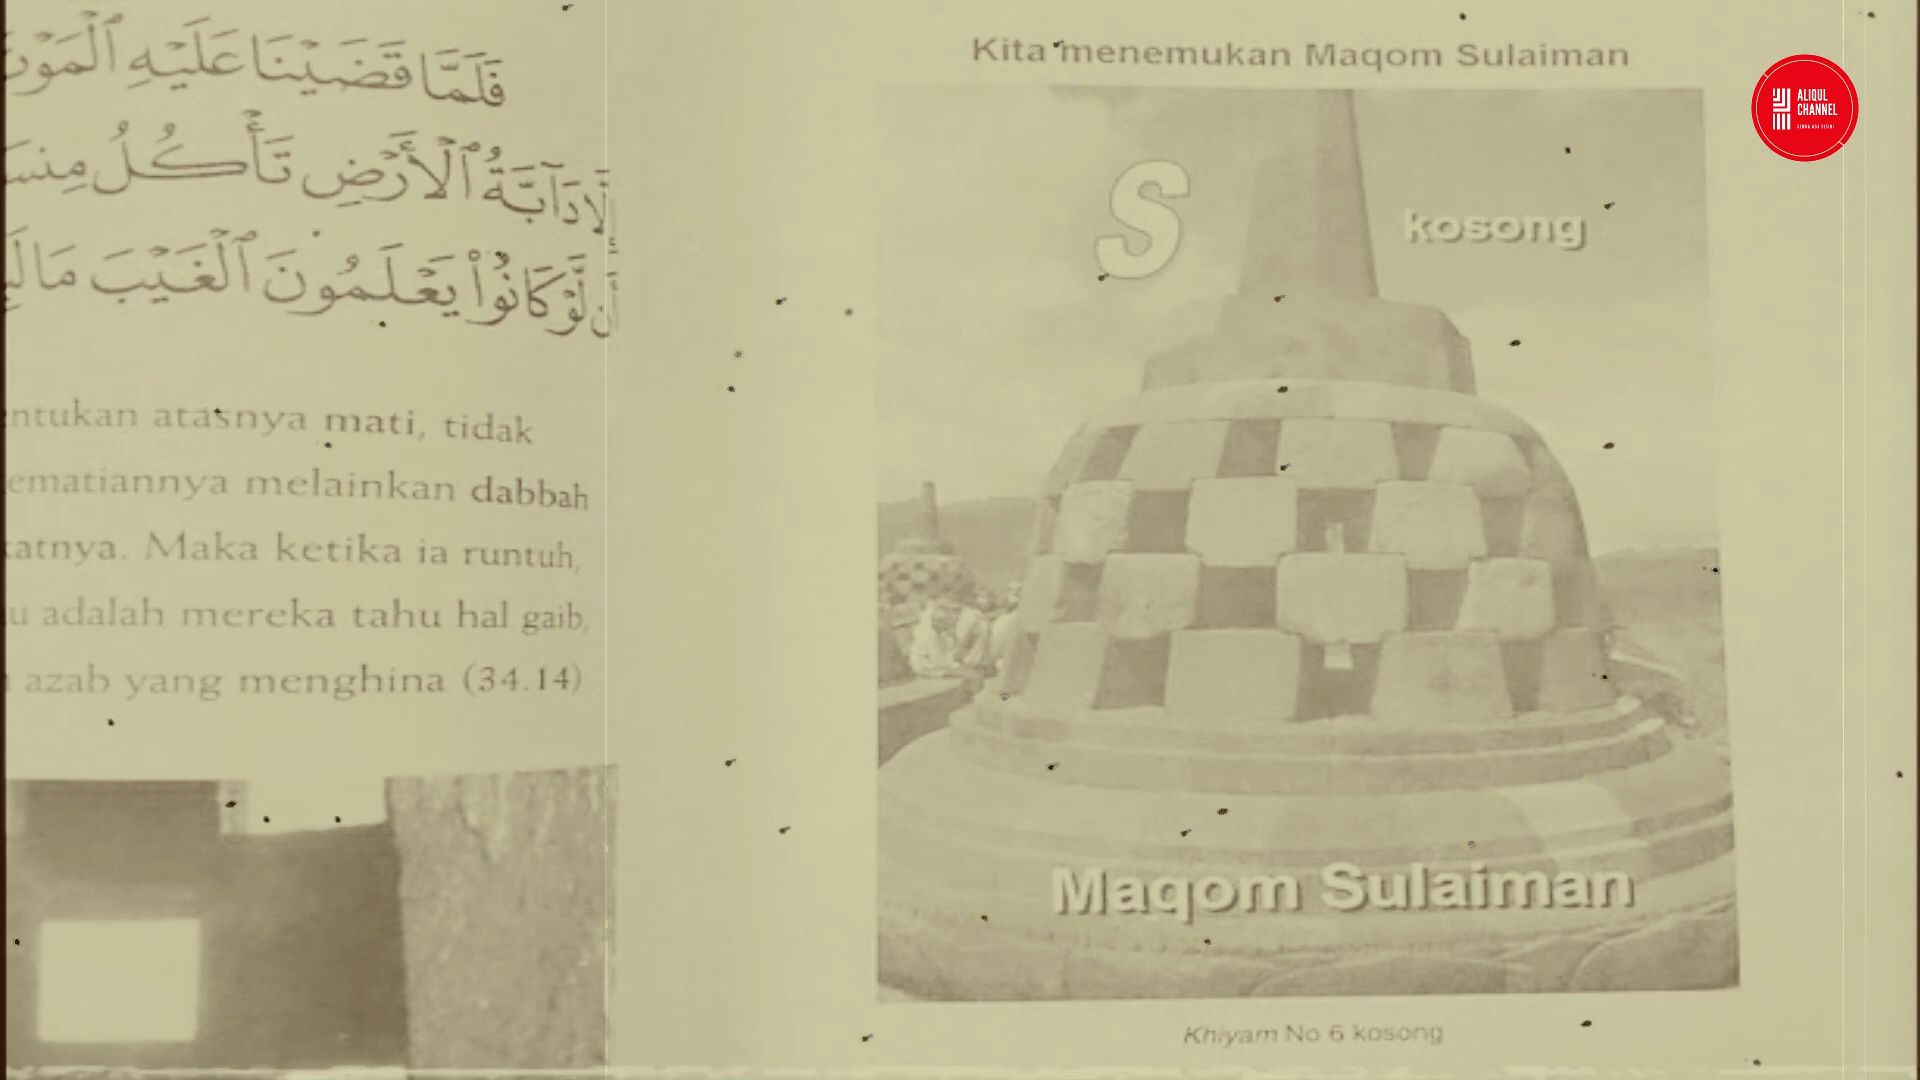 فَلَمَّا قَضَيْنَا عَلَيْهِ ٱلْمَوْتَ
إِلَّا دَآبَّةُ ٱلْأَرْضِ تَأْكُلُ
أَن لَّوْ كَانُوا۟ يَعْلَمُونَ ٱلْغَيْبَ مَا
ntukan atasnya mati, tidak
ematiannya melainkan dabbah
atnya. Maka ketika ia runtuh,
u adalah mereka tahu hal gaib,
azab yang menghina (34.14)
Kita menemukan Maqom Sulaiman
S
kosong
Maqom Sulaiman
Khiyam No 6 kosong
ALIQUL
CHANNEL